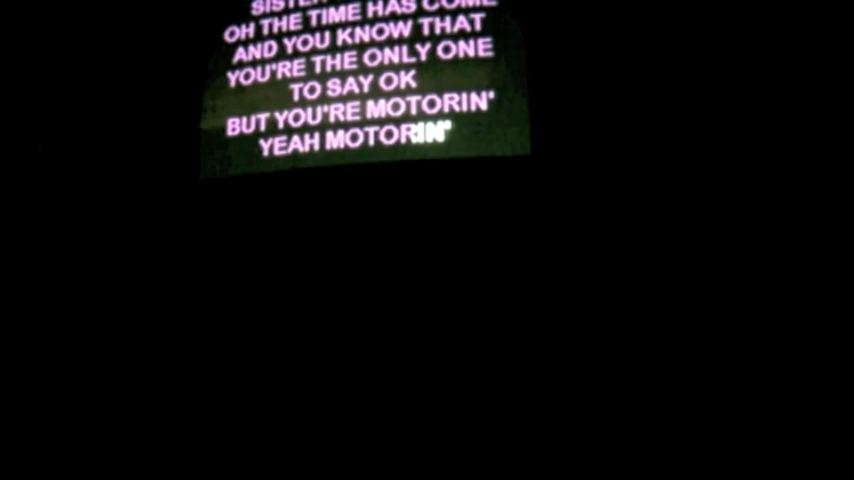 SISTER
OH THE TIME HAS COME
AND YOU KNOW THAT
YOU'RE THE ONLY ONE
TO SAY OK
BUT YOU'RE MOTORIN'
YEAH MOTORIN'